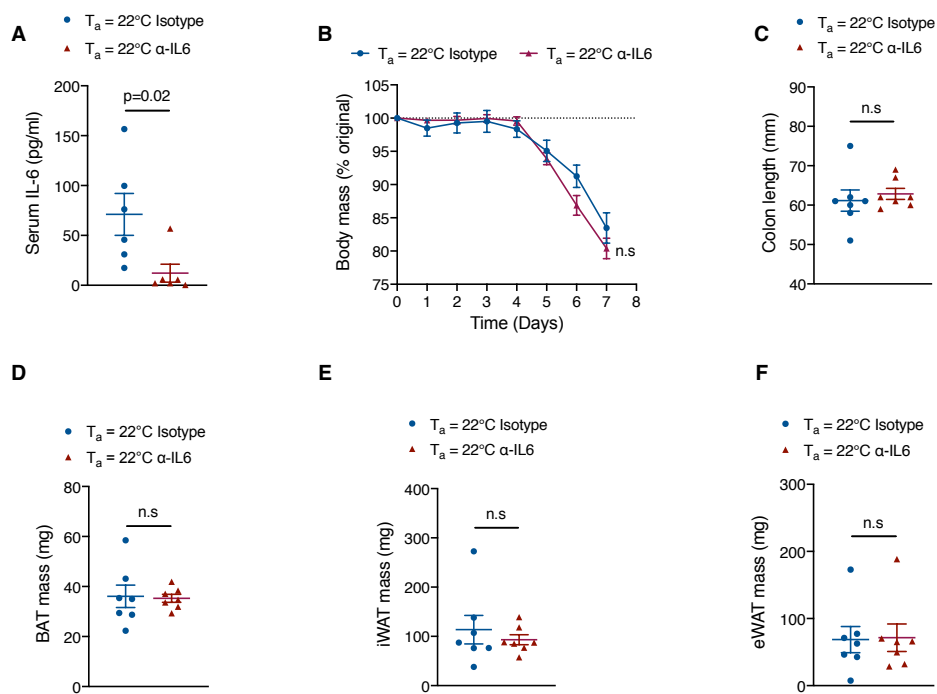 A
Ta = 22°C Isotype
Ta = 22°C α-IL6
Serum IL-6 (pg/ml)
200
150
100
50
0
p=0.02
B
Ta = 22°C Isotype
Ta = 22°C α-IL6
Body mass (% original)
105
100
95
90
85
80
75
n.s
0 1 2 3 4 5 6 7 8
Time (Days)
C
Ta = 22°C Isotype
Ta = 22°C α-IL6
Colon length (mm)
90
80
70
60
50
40
n.s
D
Ta = 22°C Isotype
Ta = 22°C α-IL6
BAT mass (mg)
80
60
40
20
0
n.s
E
Ta = 22°C Isotype
Ta = 22°C α-IL6
iWAT mass (mg)
400
300
200
100
0
n.s
F
Ta = 22°C Isotype
Ta = 22°C α-IL6
eWAT mass (mg)
300
200
100
0
n.s